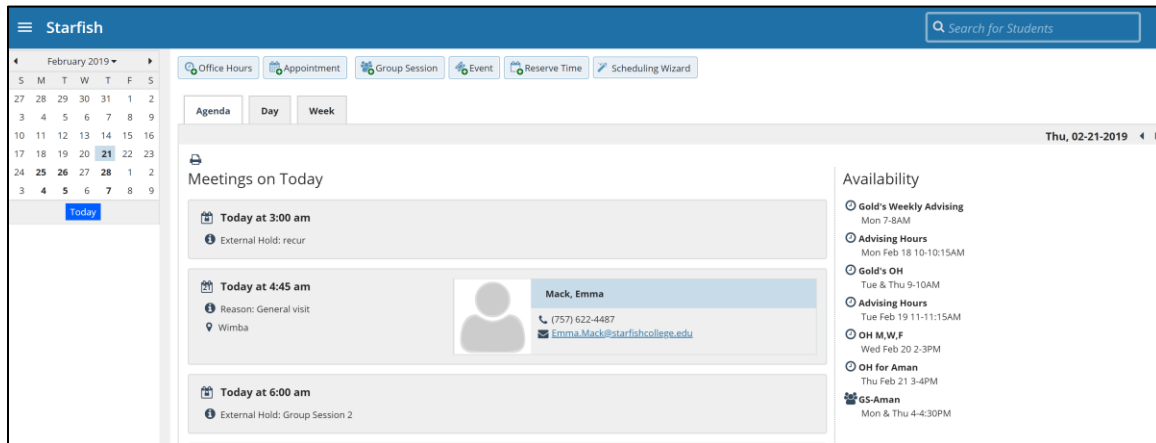 Starfish
Search for Students
February 2019
S M T W T F S
27 28 29 30 31 1 2
3 4 5 6 7 8 9
10 11 12 13 14 15 16
17 18 19 20 21 22 23
24 25 26 27 28 1 2
3 4 5 6 7 8 9
Today
Office Hours Appointment Group Session Event Reserve Time Scheduling Wizard
Agenda Day Week
Thu, 02-21-2019
Meetings on Today
Today at 3:00 am
External Hold: recur
Today at 4:45 am
Reason: General visit
Wimba
Mack, Emma
(757) 622-4487
Emma.Mack@starfishcollege.edu
Today at 6:00 am
External Hold: Group Session 2
Availability
Gold's Weekly Advising
Mon 7-8AM
Advising Hours
Mon Feb 18 10-10:15AM
Gold's OH
Tue & Thu 9-10AM
Advising Hours
Tue Feb 19 11-11:15AM
OH M,W,F
Wed Feb 20 2-3PM
OH for Aman
Thu Feb 21 3-4PM
GS-Aman
Mon & Thu 4-4:30PM